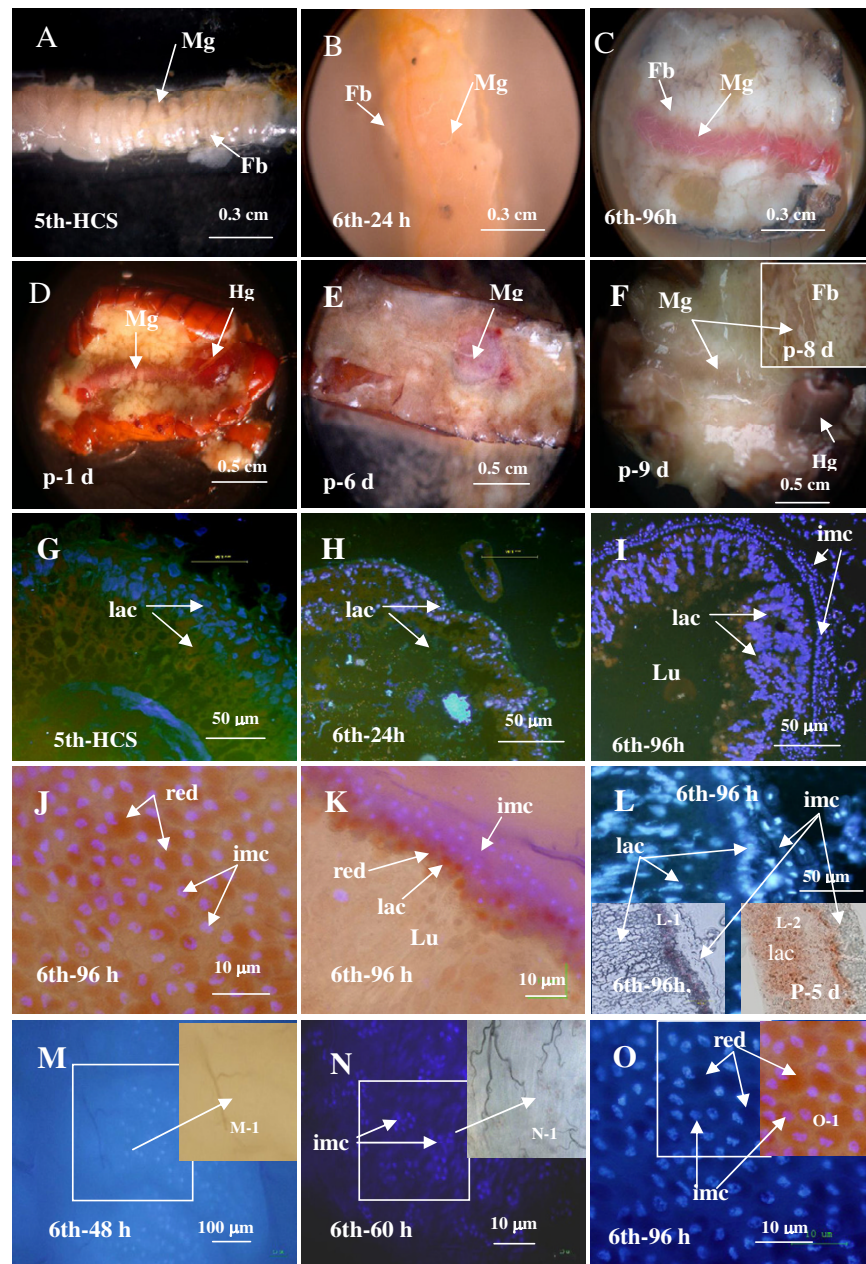 A
Mg
Fb
5th-HCS
0.3 cm
B
Fb
Mg
6th-24 h
0.3 cm
C
Fb
Mg
6th-96h
0.3 cm
D
Mg
Hg
p-1 d
0.5 cm
E
Mg
p-6 d
0.5 cm
F
Mg
Fb
p-8 d
p-9 d
Hg
0.5 cm
G
lac
5th-HCS
50 μm
H
lac
6th-24h
50 μm
I
imc
lac
Lu
6th-96h
50 μm
J
red
imc
6th-96 h
10 μm
K
imc
red
lac
Lu
6th-96 h
10 μm
L
6th-96 h
imc
lac
50 μm
L-1
6th-96h,
L-2
lac
P-5 d
M
M-1
6th-48 h
100 μm
N
imc
N-1
6th-60 h
10 μm
O
red
O-1
imc
6th-96 h
10 μm
10 um